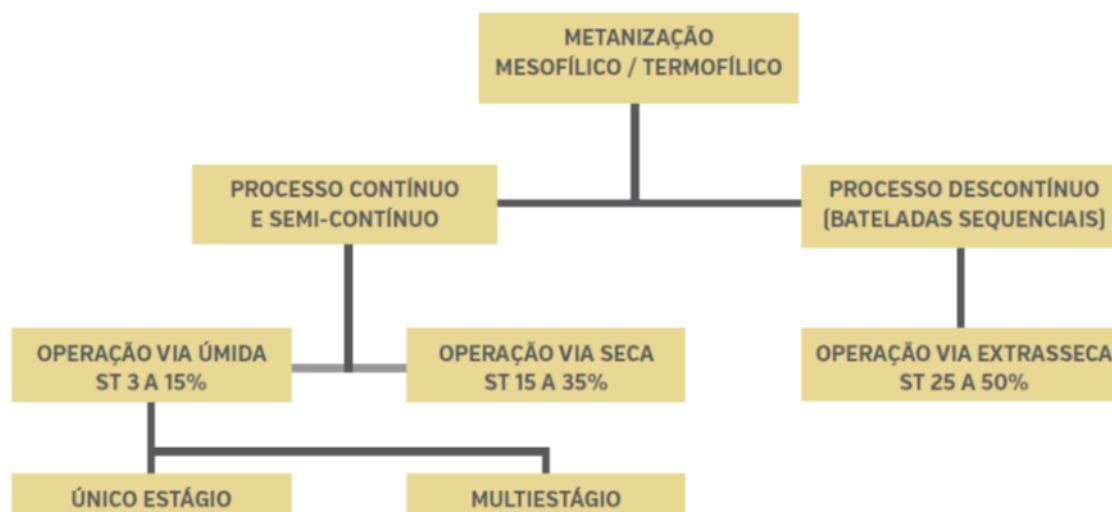 METANIZAÇÃO
MESOFÍLICO / TERMOFÍLICO
PROCESSO CONTÍNUO
E SEMI-CONTÍNUO
PROCESSO DESCONTÍNUO
(BATELADAS SEQUENCIAIS)
OPERAÇÃO VIA ÚMIDA
ST 3 A 15%
OPERAÇÃO VIA SECA
ST 15 A 35%
OPERAÇÃO VIA EXTRASSECA
ST 25 A 50%
ÚNICO ESTÁGIO
MULTIESTÁGIO